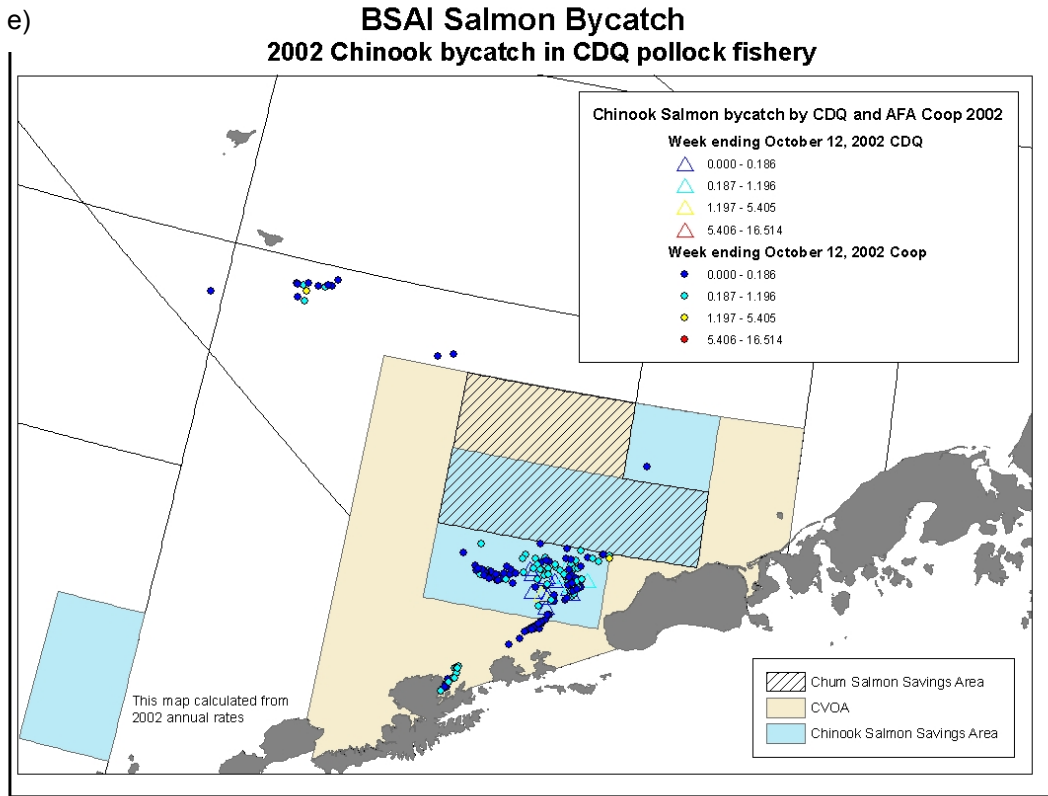 e)
BSAI Salmon Bycatch
2002 Chinook bycatch in CDQ pollock fishery
Chinook Salmon bycatch by CDQ and AFA Coop 2002
Week ending October 12, 2002 CDQ
0.000 - 0.186
0.187 - 1.196
1.197 - 5.405
5.406 - 16.514
Week ending October 12, 2002 Coop
0.000 - 0.186
0.187 - 1.196
1.197 - 5.405
5.406 - 16.514
This map calculated from
2002 annual rates
Chum Salmon Savings Area
CVOA
Chinook Salmon Savings Area